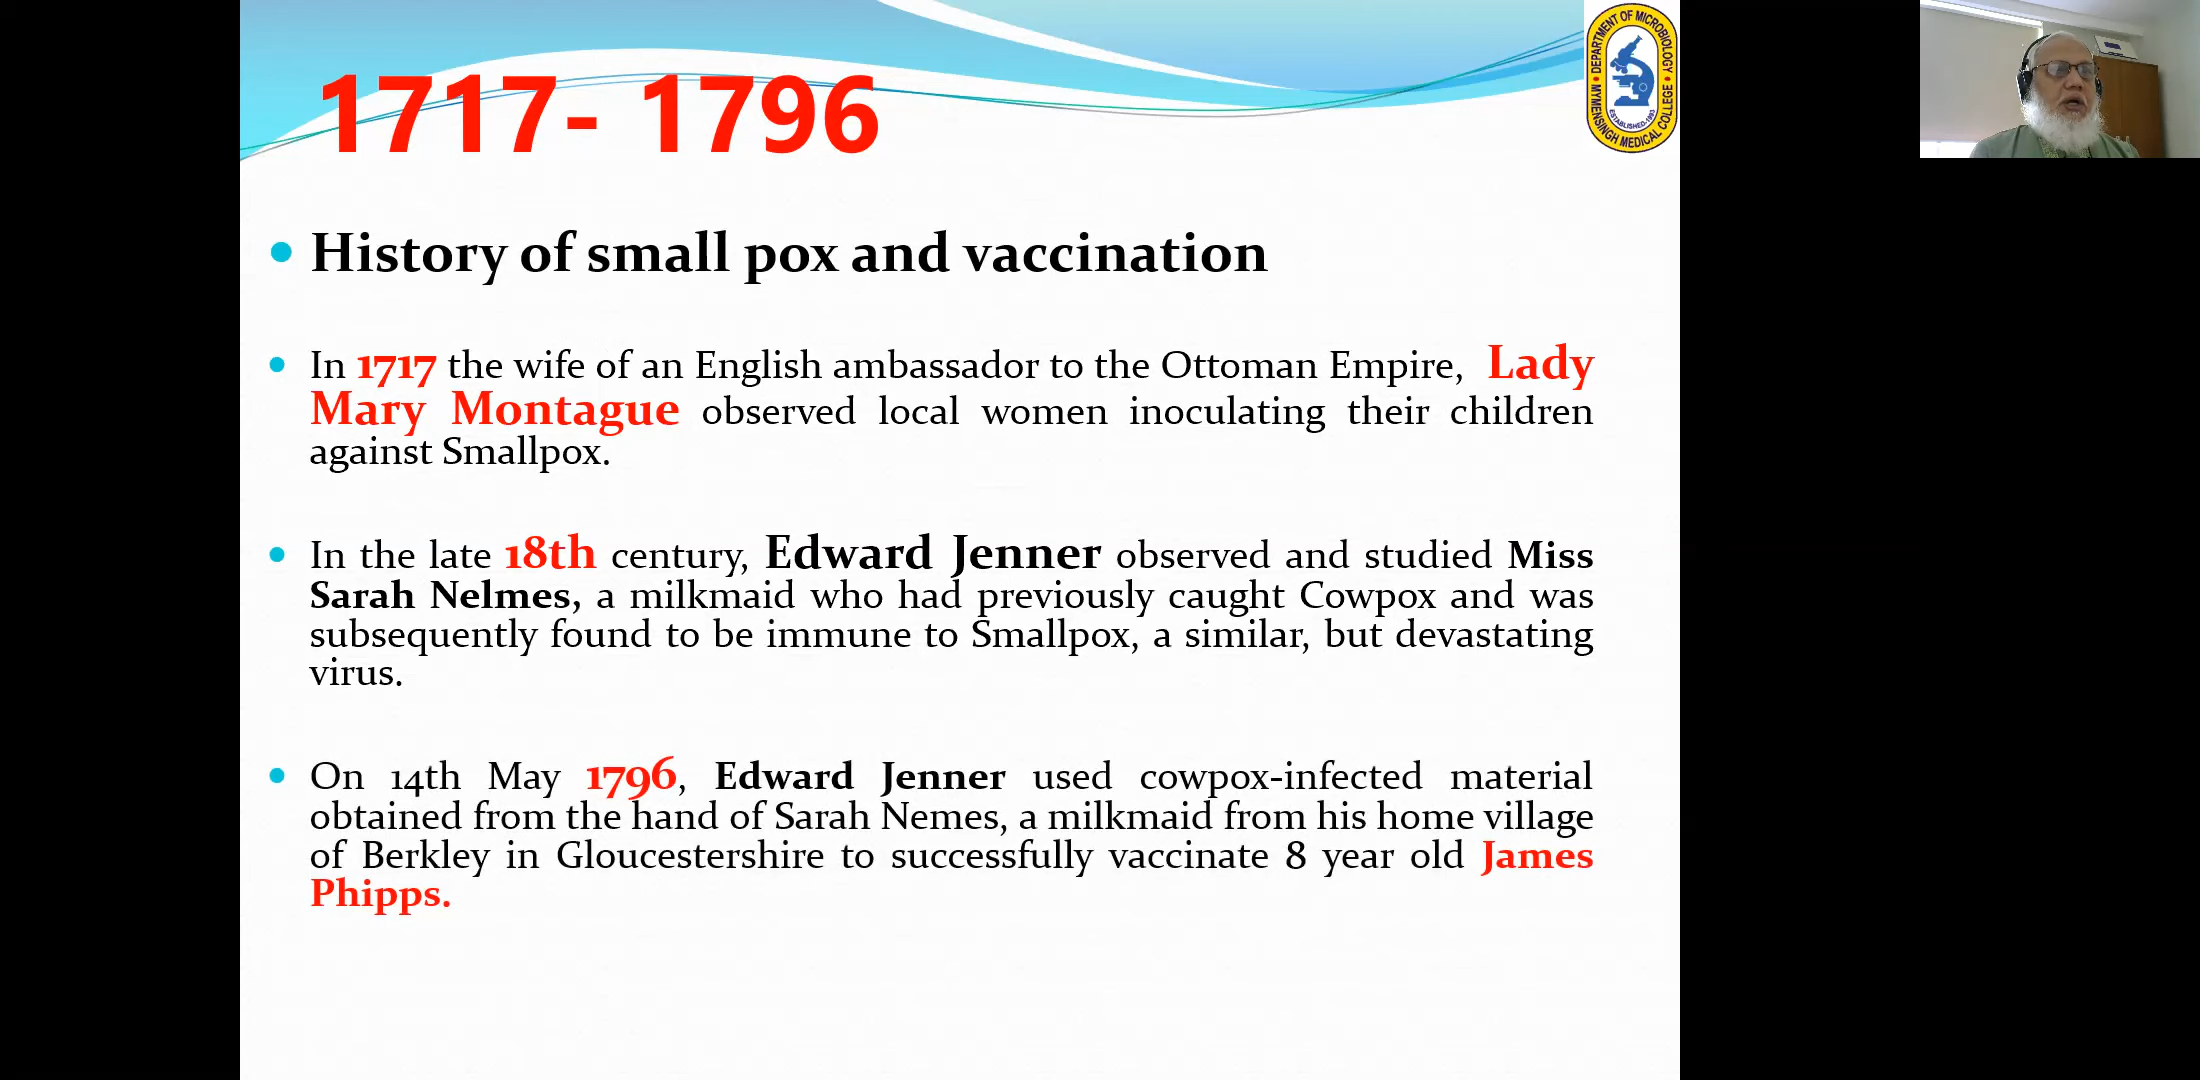 1717- 1796
DEPARTMENT OF MICROBIOLOGY
MYMENSINGH MEDICAL COLLEGE
• History of small pox and vaccination
• In 1717 the wife of an English ambassador to the Ottoman Empire, Lady
Mary Montague observed local women inoculating their children
against Smallpox.
• In the late 18th century, Edward Jenner observed and studied Miss
Sarah Nelmes, a milkmaid who had previously caught Cowpox and was
subsequently found to be immune to Smallpox, a similar, but devastating
virus.
• On 14th May 1796, Edward Jenner used cowpox-infected material
obtained from the hand of Sarah Nemes, a milkmaid from his home village
of Berkley in Gloucestershire to successfully vaccinate 8 year old James
Phipps.